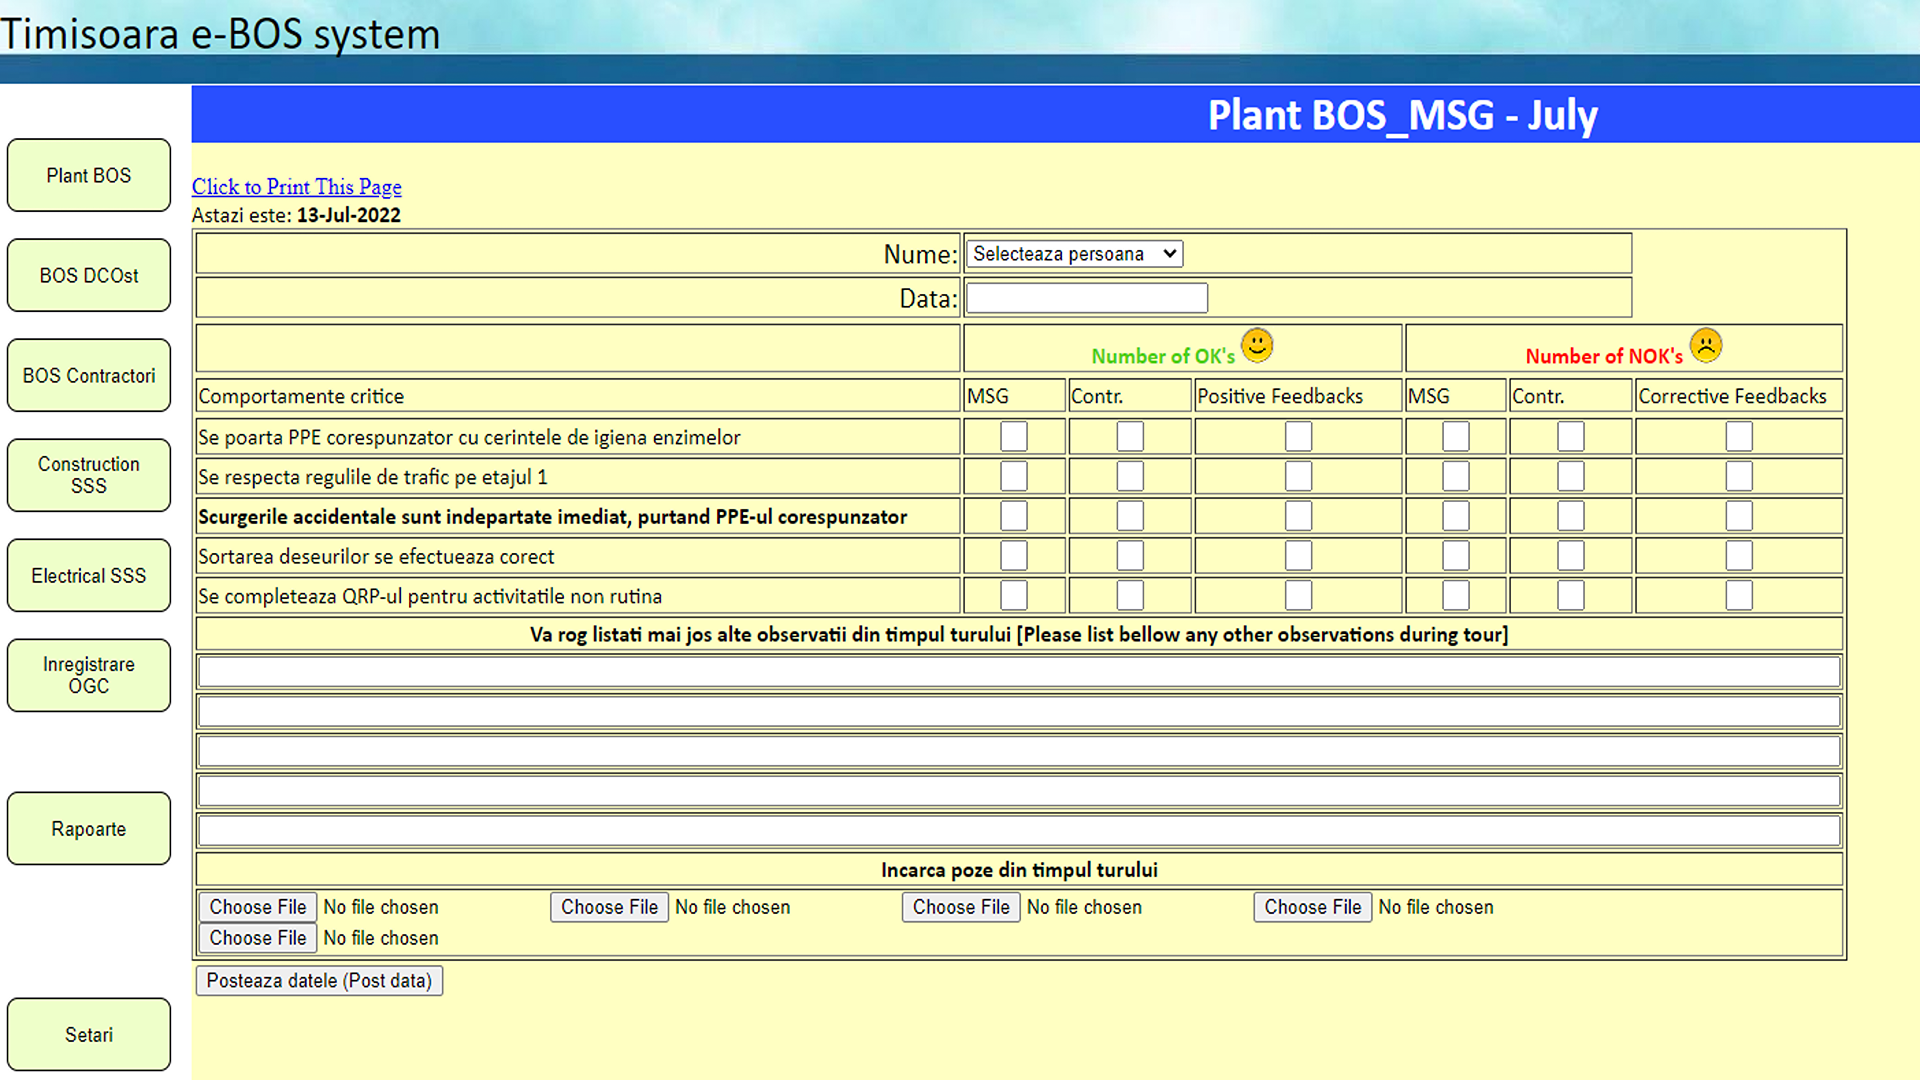 Timisoara e-BOS system
Plant BOS_MSG - July
Plant BOS
BOS DCOst
BOS Contractori
Construction
SSS
Electrical SSS
Inregistrare
OGC
Rapoarte
Setari
Click to Print This Page
Astazi este: 13-Jul-2022
Nume: Selecteaza persoana
Data:
Number of OK's Number of NOK's
Comportamente critice MSG Contr. Positive Feedbacks MSG Contr. Corrective Feedbacks
Se poarta PPE corespunzator cu cerintele de igiena enzimelor
Se respecta regulile de trafic pe etajul 1
Scurgerile accidentale sunt indepartate imediat, purtand PPE-ul corespunzator
Sortarea deseurilor se efectueaza corect
Se completeaza QRP-ul pentru activitatile non rutina
Va rog listati mai jos alte observatii din timpul turului [Please list bellow any other observations during tour]
Incarca poze din timpul turului
Choose File No file chosen Choose File No file chosen Choose File No file chosen Choose File No file chosen
Choose File No file chosen
Posteaza datele (Post data)